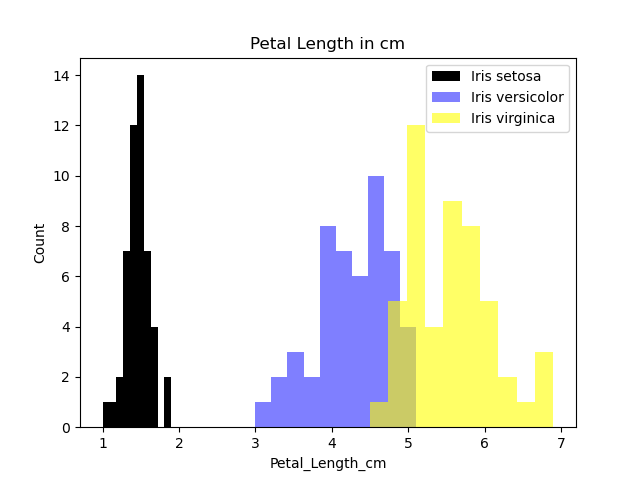 Petal Length in cm
Iris setosa
Iris versicolor
Iris virginica
Count
14
12
10
8
6
4
2
0
1 2 3 4 5 6 7
Petal_Length_cm